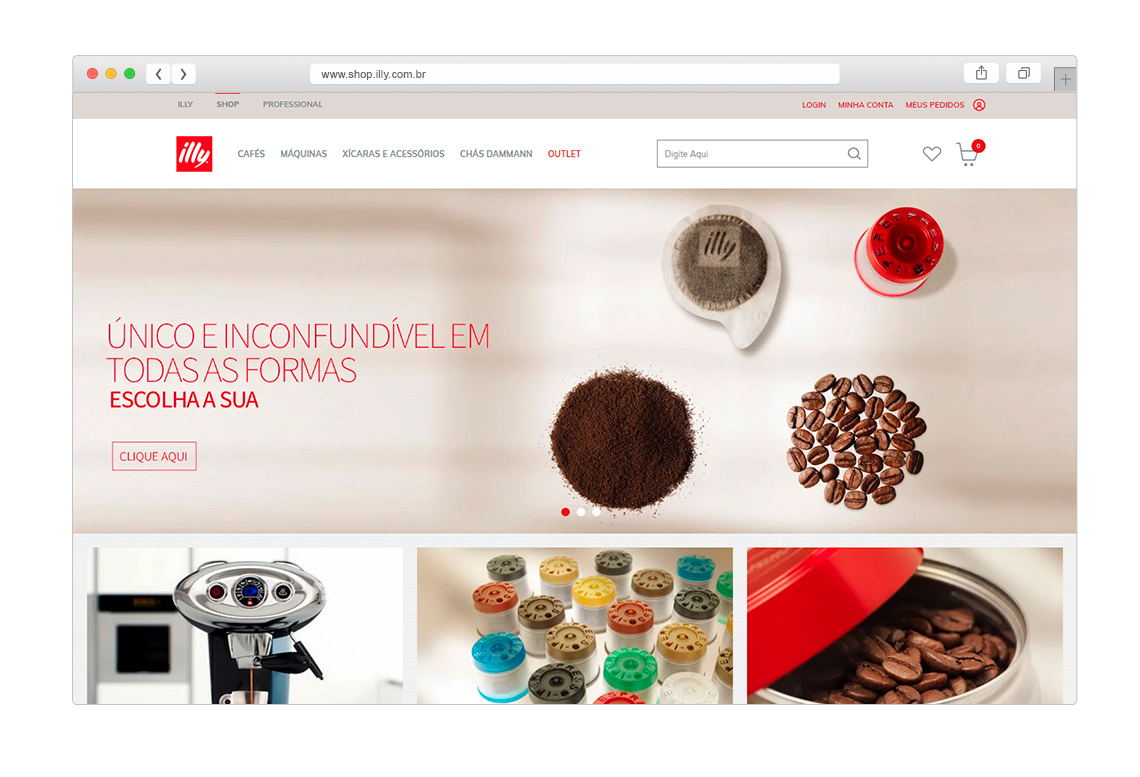 www.shop.illy.com.br
ILLY SHOP PROFESSIONAL
LOGIN MINHA CONTA MEUS PEDIDOS
illy
CAFÉS MÁQUINAS XÍCARAS E ACESSÓRIOS CHÁS DAMMANN OUTLET
Digite Aqui
0
illy
ÚNICO E INCONFUNDÍVEL EM
TODAS AS FORMAS
ESCOLHA A SUA
CLIQUE AQUI